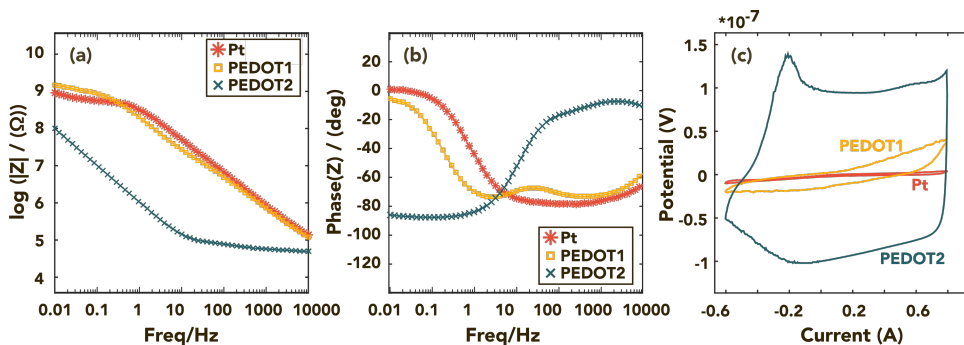 *10-7
(a)
Pt
PEDOT1
PEDOT2
log (|Z| / (Ω))
10
9
8
7
6
5
4
0.01 0.1 1 10 100 1000 10000
Freq/Hz
(b)
Phase(Z) / (deg)
20
0
-20
-40
-60
-80
-100
-120
Pt
PEDOT1
PEDOT2
0.01 0.1 1 10 100 1000 10000
Freq/Hz
(c)
Potential (V)
1.5
1
0.5
0
-0.5
-1
PEDOT1
Pt
PEDOT2
-0.6 -0.2 0.2 0.6
Current (A)